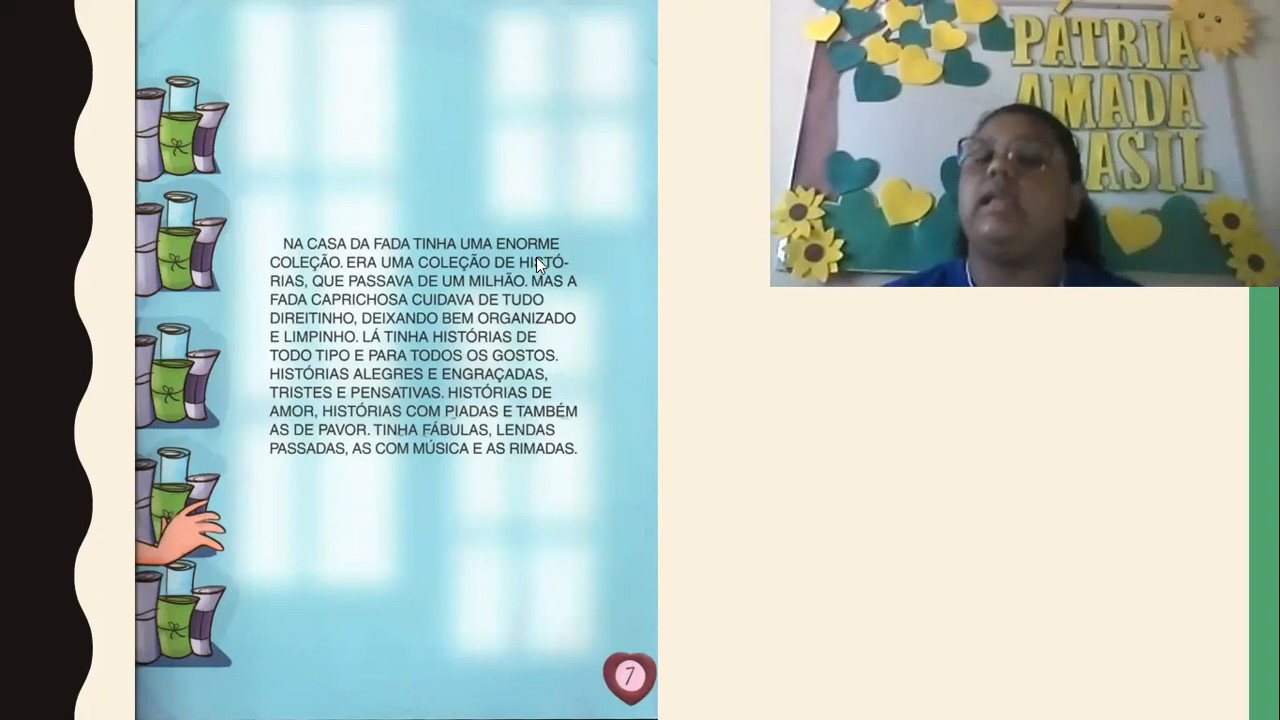 NA CASA DA FADA TINHA UMA ENORME
COLEÇÃO. ERA UMA COLEÇÃO DE HISTÓ-
RIAS, QUE PASSAVA DE UM MILHÃO. MAS A
FADA CAPRICHOSA CUIDAVA DE TUDO
DIREITINHO, DEIXANDO BEM ORGANIZADO
E LIMPINHO. LÁ TINHA HISTÓRIAS DE
TODO TIPO E PARA TODOS OS GOSTOS.
HISTÓRIAS ALEGRES E ENGRAÇADAS,
TRISTES E PENSATIVAS. HISTÓRIAS DE
AMOR, HISTÓRIAS COM PIADAS E TAMBÉM
AS DE PAVOR. TINHA FÁBULAS, LENDAS
PASSADAS, AS COM MÚSICA E AS RIMADAS.
7
PÁTRIA
AMADA
BRASIL